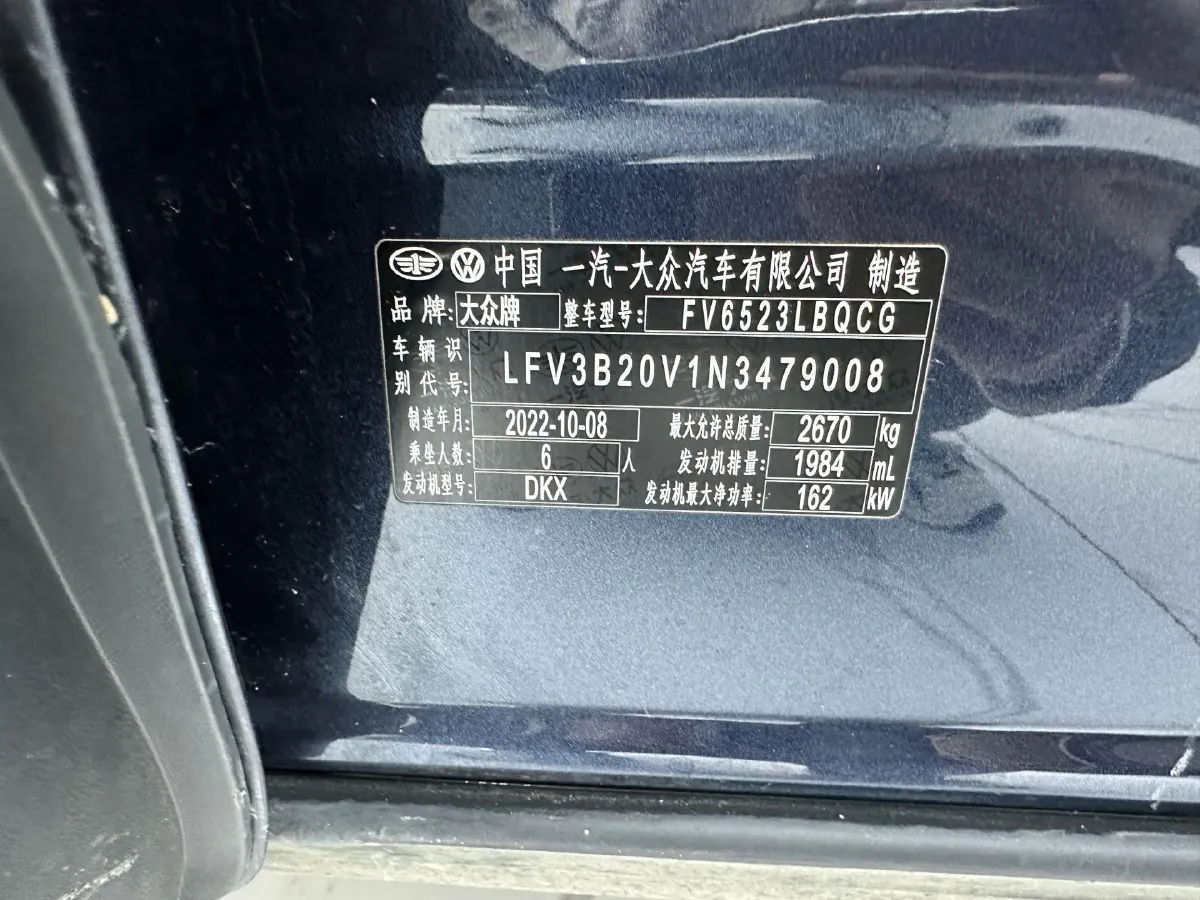 中国 一汽-大众汽车有限公司 制造
品 牌: 大众牌 整车型号: FV6523LBQCG
车辆识别代号: LFV3B20V1N3479008
制造年月: 2022-10-08 最大允许总质量: 2670 kg
乘坐人数: 6 人 发动机排量: 1984 mL
发动机型号: DKX 发动机最大净功率: 162 kW